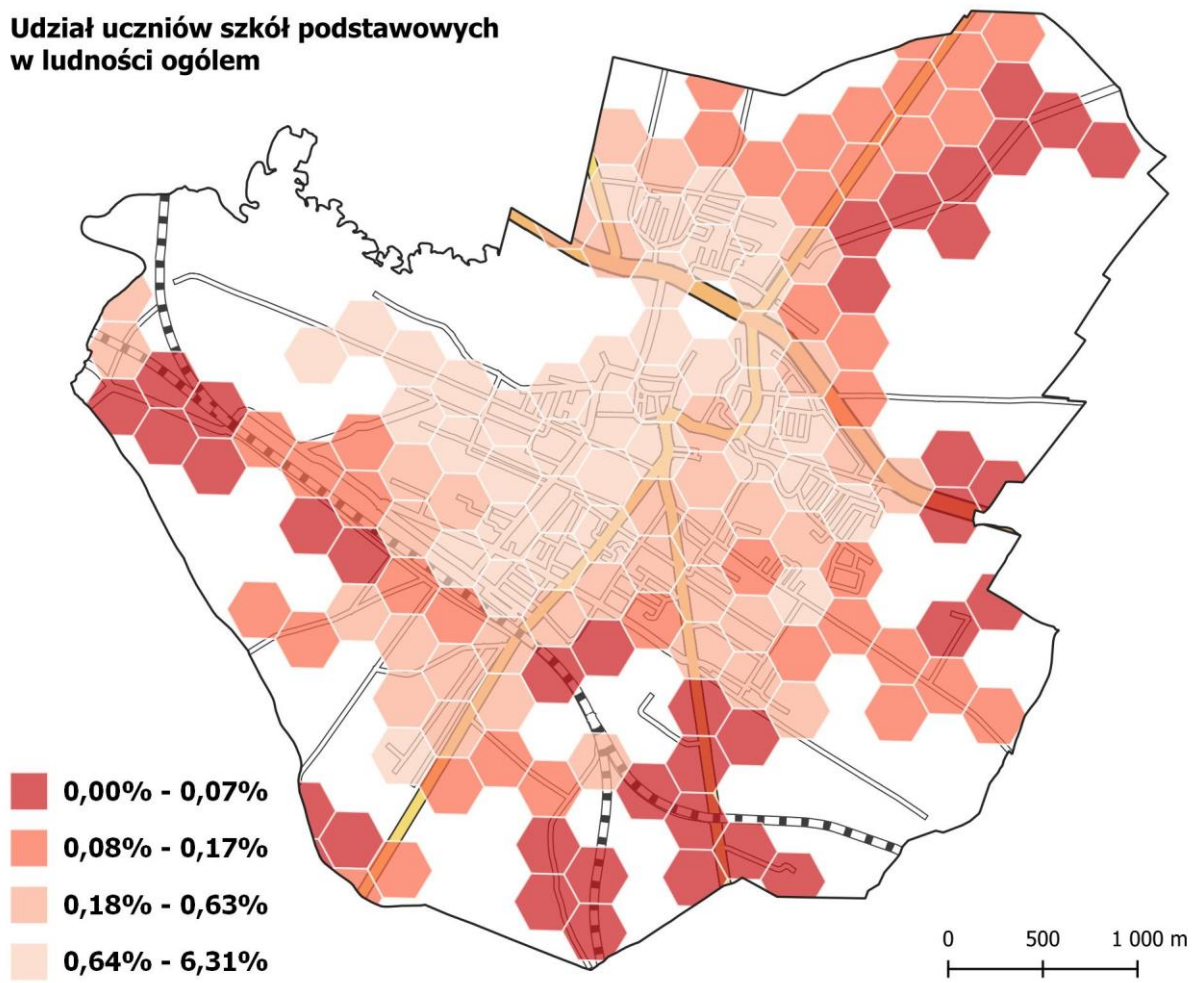 Udział uczniów szkół podstawowych
w ludności ogólem
0,00% - 0,07%
0,08% - 0,17%
0,18% - 0,63%
0,64% - 6,31%
0 500 1 000 m